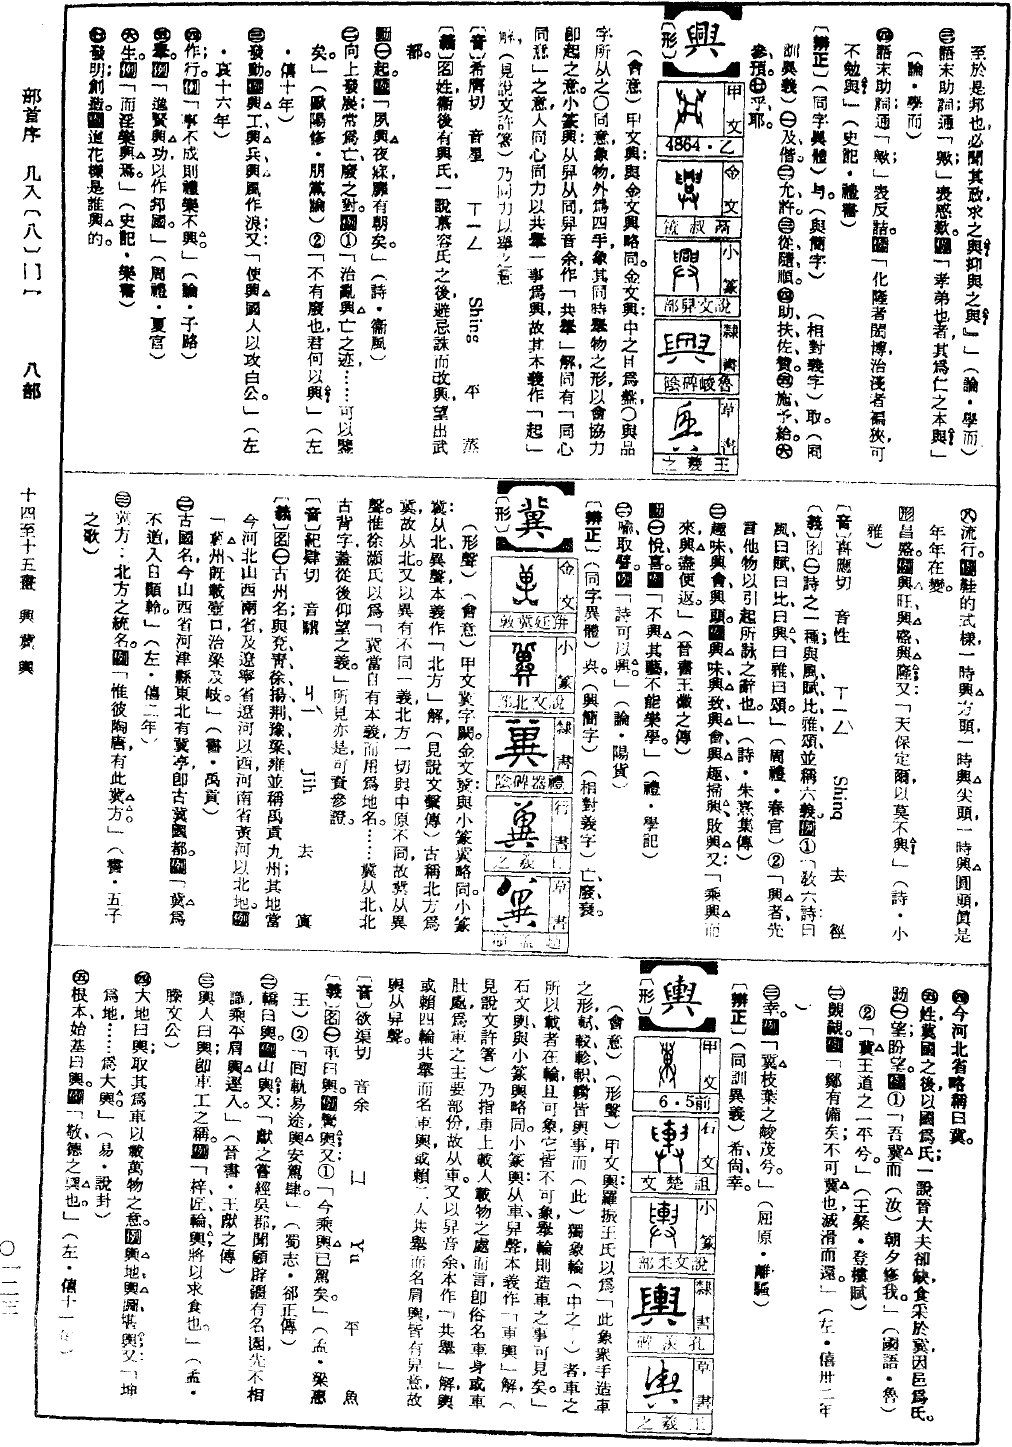 至於是邦也必聞其政求之與抑與之與』」(論・學而)
㊂語末助詞通「歟」表感歎。例「孝弟也者其爲仁之本與」
(論・學而)
㊃語末助詞通「歟」;表反詰。例「化隆者閎博治淺者褊狹可
不勉與」(史記・禮書)
〔辨正〕(同字異體)与。(與簡字) (相對義字)取。(同
訓異義)㊀及偕。㊁尤許。㊂從隨順。㊃助扶佐贊。㊄施予給。㊅
參預。㊆乎耶。
興
〔形〕
甲文
4864・乙
金文
小篆
說文舁部
隸書
魯峻碑陰
草書
王羲之
(會意)甲文興與金文興略同。金文興:中之𠙴爲盤,〇與品
字所从之〇同意象物外爲四手,象其同時舉物之形以會協力
卽起之意。小篆興:从舁从同舁音余作「共舉」解同有「同心
同意」之意人同心同力以共舉一事爲興,故其本義作「起」
解,(見說文許箸)乃同力以舉之意
〔音〕希膺切 音星 ㄒㄧㄥ Shing 平 蒸
〔義〕名姓衞後有興氏一說慕容氏之後避忌誅而改興,望出武
都。
動㊀起。例「夙興夜寐靡有朝矣。」(詩・衞風)
㊁向上發展,常爲亡廢之對。例①「治亂興亡之迹……可以鑒
矣。」(歐陽修・朋黨論)②「不有廢也君何以興」(左
・僖十年)
㊂發動。例興工、興兵、興風作浪。又「使興國人以攻白公。」(左
・哀十六年)
㊃作行。例「事不成則禮樂不興。」(論・子路)
㊄舉。例「進賢興功以作邦國」(周禮・夏官)
㊅生。例「而淫樂興焉。」(史記・樂書)
㊆發明創造。例這花樣是誰興的。
㊇流行。例鞋的式樣,一時興方頭,一時興尖頭,一時興圓頭,眞是
年年在變。
形昌盛。例興旺興盛興隆。又「天保定爾以莫不興」(詩・小
雅)
〔音〕喜應切 音性 ㄒㄧㄥ Shing 去 徑
〔義〕名㊀詩之一種與風賦比雅頌並稱六義。例①「敎六詩:曰
風曰賦曰比曰興曰雅曰頌。」(周禮・春官)②「興者先
言他物以引起所詠之辭也。」(詩・朱熹集傳)
㊁趣味興會興頭。例興味興致興會興趣掃興敗興。又「乘興而
來興盡便返。」(晉書王徽之傳)
動㊀悅喜。例「不興其藝不能樂學。」(禮・學記)
㊁喻取譬。例「詩可以興。」(論・陽貨)
〔辨正〕(同字異體)兴。(興簡字) (相對義字)亡廢衰。
冀
〔形〕
金文
小篆
說文北部
隸書
禮器碑陰
行書
王羲之
草書
(形聲)(會意)甲文冀字闕。金文冀與小篆冀略同。小篆
冀:从北異聲,本義作「北方」解,(見說文繫傳)古稱北方爲
冀,故从北。又以異有不同一義,北方一切與中原不同,故冀从異
聲。惟徐灝氏以爲「冀當自有本義而用爲地名……冀从北北
古背字蓋從後仰望之義。」所見亦是可資參證。
〔音〕紀肆切 音驥 ㄐㄧ Jih 去 寘
〔義〕名㊀古州名;與兗靑徐揚荊豫梁雍並稱禹貢九州其地當
今河北山西兩省及遼寧省遼河以西河南省黃河以北地。例
「冀州旣載壺口治梁及岐」(書・禹貢)
㊁古國名今山西省河津縣東北有冀亭卽古冀國都。例「冀爲
不道入自顚軨。」(左・僖二年)
㊂冀方:北方之統名。例「惟彼陶唐有此冀方。」(書・五子
之歌)
㊃今河北省略稱曰冀。
㊄姓冀國之後以國爲氏一說晉大夫郤缺食釆於冀因邑爲氏。
動㊀望盼望。例①「吾冀而(汝)朝夕修我。」(國語・魯)
②「冀王道之一平兮」(王粲・登樓賦)
㊁覬覦。例「鄭有備矣不可冀也滅滑而還。」(左・僖卅三年
)
㊂幸。例「冀枝葉之峻茂兮。」(屈原・離騷)
〔辨正〕(同訓異義)希尙幸。
輿
〔形〕
甲文
6・5前
石文
詛楚文
小篆
說文車部
隸書
孔羨碑
草書
王羲之
(會意)(形聲)甲文輿,羅振玉氏以爲「此象衆手造車
之形,軾較軫軹轛皆輿事,而(此)獨象輪(中之)者,車之
所以載者在輪且可象,它皆不可象,舉輪則造車之事可見矣。」
石文輿與小篆輿略同。小篆輿:从車舁聲,本義作「車輿」解,(
見說文許箸)乃指車上載人載物之處而言,卽俗名車身或車
肚,處爲車之主要部份故从車。又以舁音余,本作「共舉」解,輿
或賴四輪共舉而名車輿,或賴二人共舉而名肩輿,皆有舁意,故
輿从舁聲。
〔音〕欲渠切 音余 ㄩ Yu 平 魚
〔義〕名㊀車曰輿。例鸞輿。又①「今乘輿已駕矣。」(孟・梁惠
王)②「回軌易途輿安駕肆。」(蜀志・郤正傳)
㊁轎曰輿。例山輿。又「獻之嘗經吳郡聞顧辟疆有名園先不相
識乘平肩輿逕入。」(晉書・王獻之傳)
㊂輿人曰輿;卽車工之稱。例「梓匠輪輿將以求食也。」(孟・
滕文公)
㊃大地曰輿;取其爲車以載萬物之意。例輿地輿圖堪輿。又「坤
爲地……爲大輿。」(易・說卦)
㊄根本始基曰輿。例「敬德之輿也。」(左・僖十一年)
部首序 几入〔八〕冂冖 八部 十四至十五畫 興 冀 輿 〇一二三